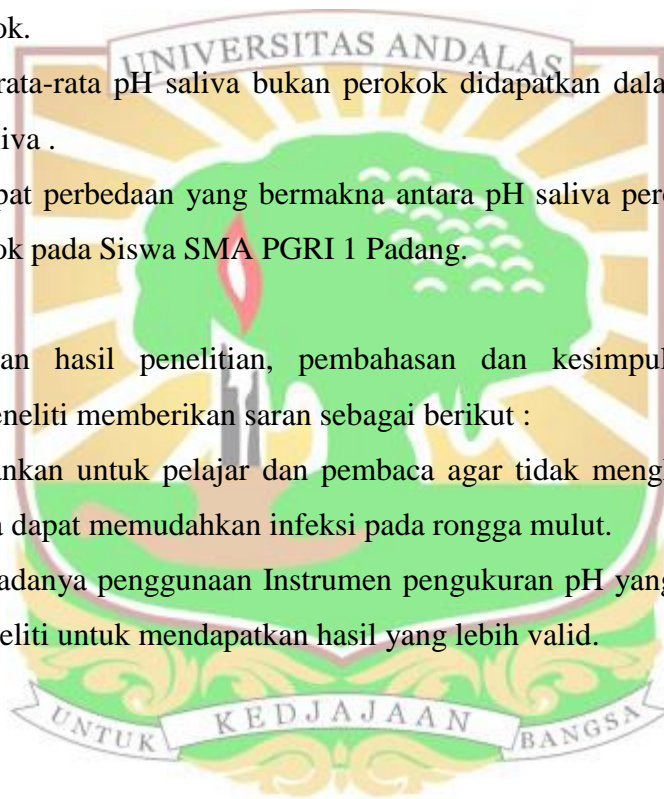 ok.
UNIVERSITAS ANDALAS
rata-rata pH saliva bukan perokok didapatkan dala
iva .
pat perbedaan yang bermakna antara pH saliva pero
ok pada Siswa SMA PGRI 1 Padang.
an hasil penelitian, pembahasan dan kesimpul
eneliti memberikan saran sebagai berikut :
ankan untuk pelajar dan pembaca agar tidak mengk
a dapat memudahkan infeksi pada rongga mulut.
adanya penggunaan Instrumen pengukuran pH yang
eliti untuk mendapatkan hasil yang lebih valid.
UNTUK KEDJAJAAN BANGSA